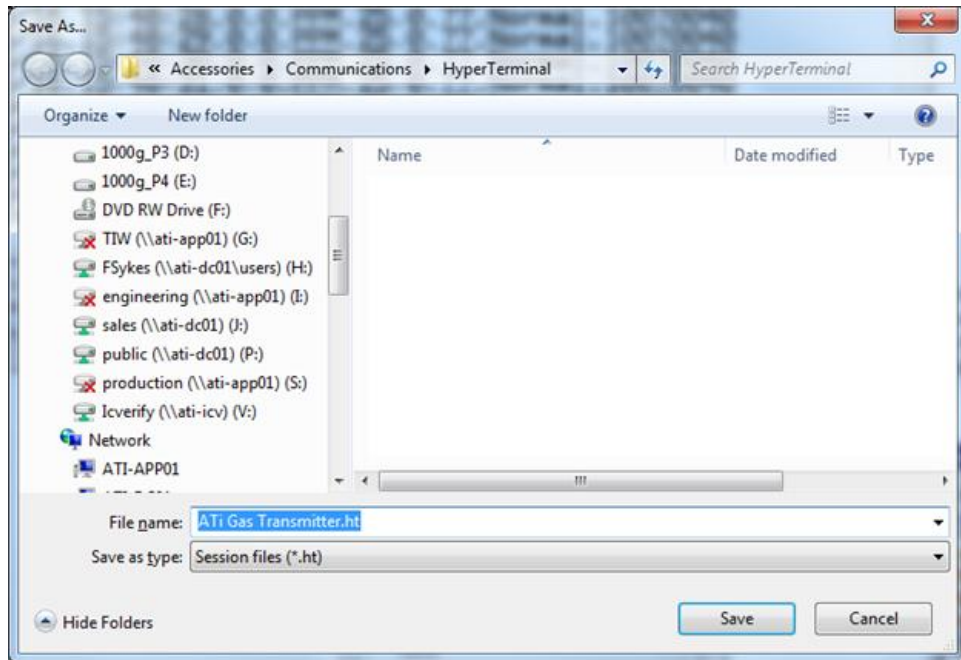 Save As...
« Accessories ▸ Communications ▸ HyperTerminal
Search HyperTerminal
Organize
New folder
Name
Date modified
Type
1000g_P3 (D:)
1000g_P4 (E:)
DVD RW Drive (F:)
TIW (\\ati-app01) (G:)
FSykes (\\ati-dc01\users) (H:)
engineering (\\ati-app01) (I:)
sales (\\ati-dc01) (J:)
public (\\ati-dc01) (P:)
production (\\ati-app01) (S:)
Icverify (\\ati-icv) (V:)
Network
ATI-APP01
File name: ATi Gas Transmitter.ht
Save as type: Session files (*.ht)
Hide Folders
Save
Cancel